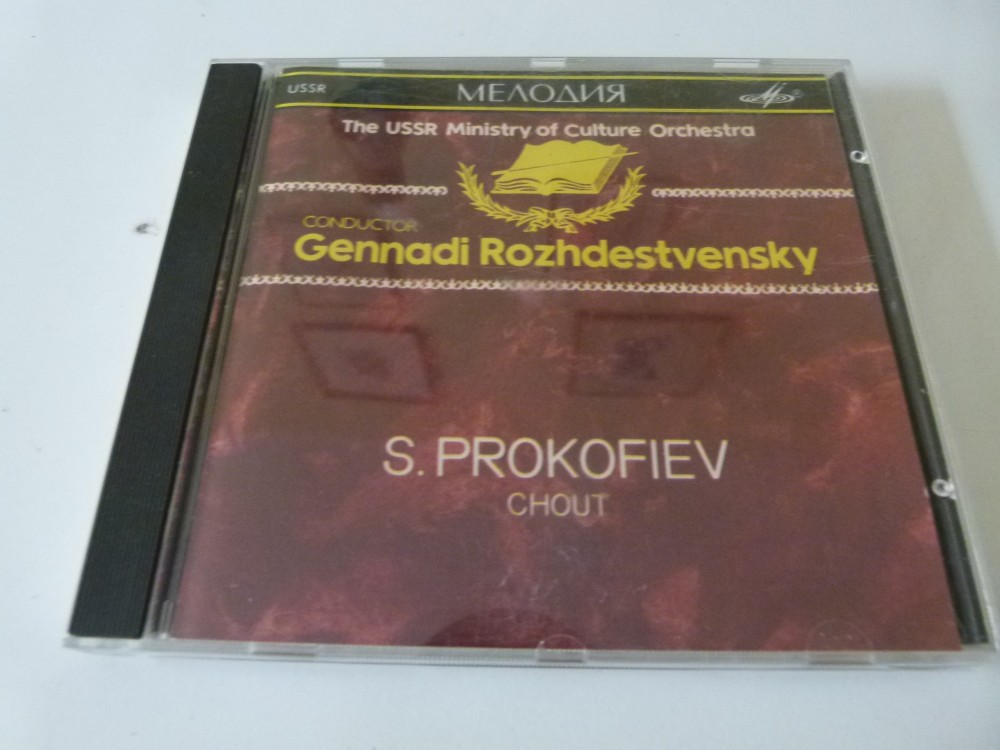 USSR
МЕЛОДИЯ
The USSR Ministry of Culture Orchestra
CONDUCTOR
Gennadi Rozhdestvensky
S. PROKOFIEV
CHOUT